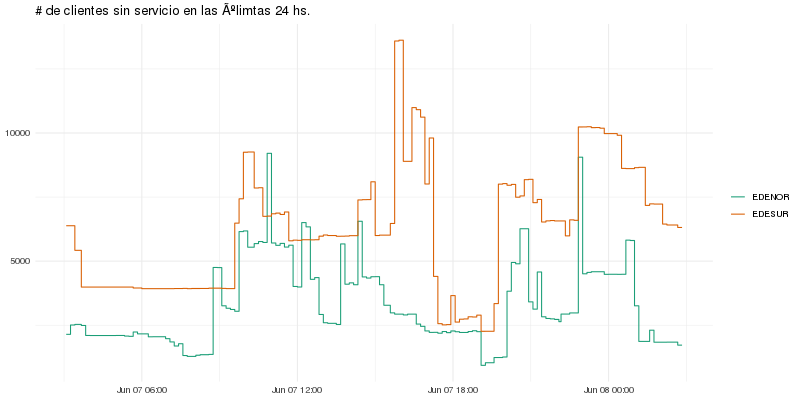 # de clientes sin servicio en las Ãºlimtas 24 hs.
10000
5000
Jun 07 06:00
Jun 07 12:00
Jun 07 18:00
Jun 08 00:00
EDENOR
EDESUR